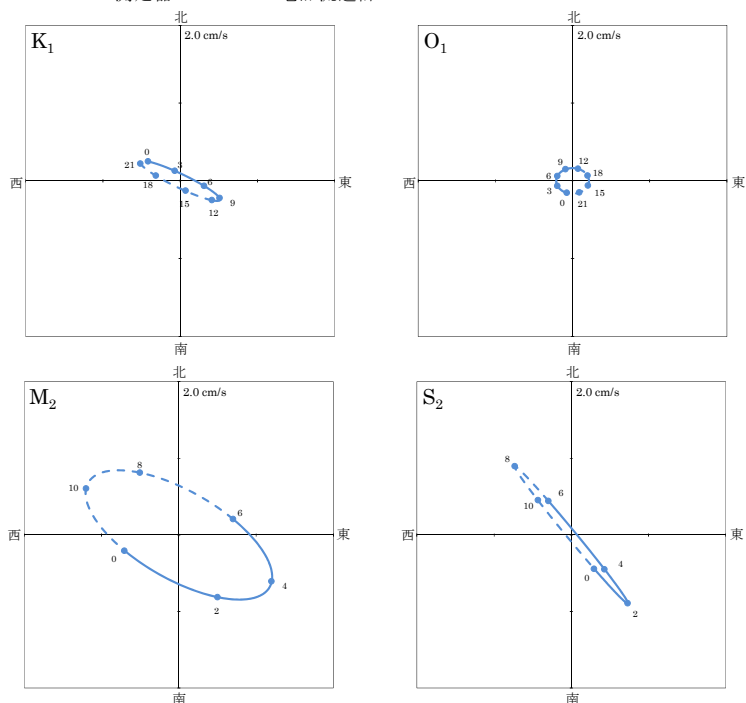 北 北
K1 2.0 cm/s O1 2.0 cm/s
0 9 12
21 3 6 18
西 東 西 東
18 6 3 15
15 9 0 21
12
南 南
北 北
M2 2.0 cm/s S2 2.0 cm/s
8 8
10 6 10 6
西 東 西 東
0 4 0 4
2 2
南 南